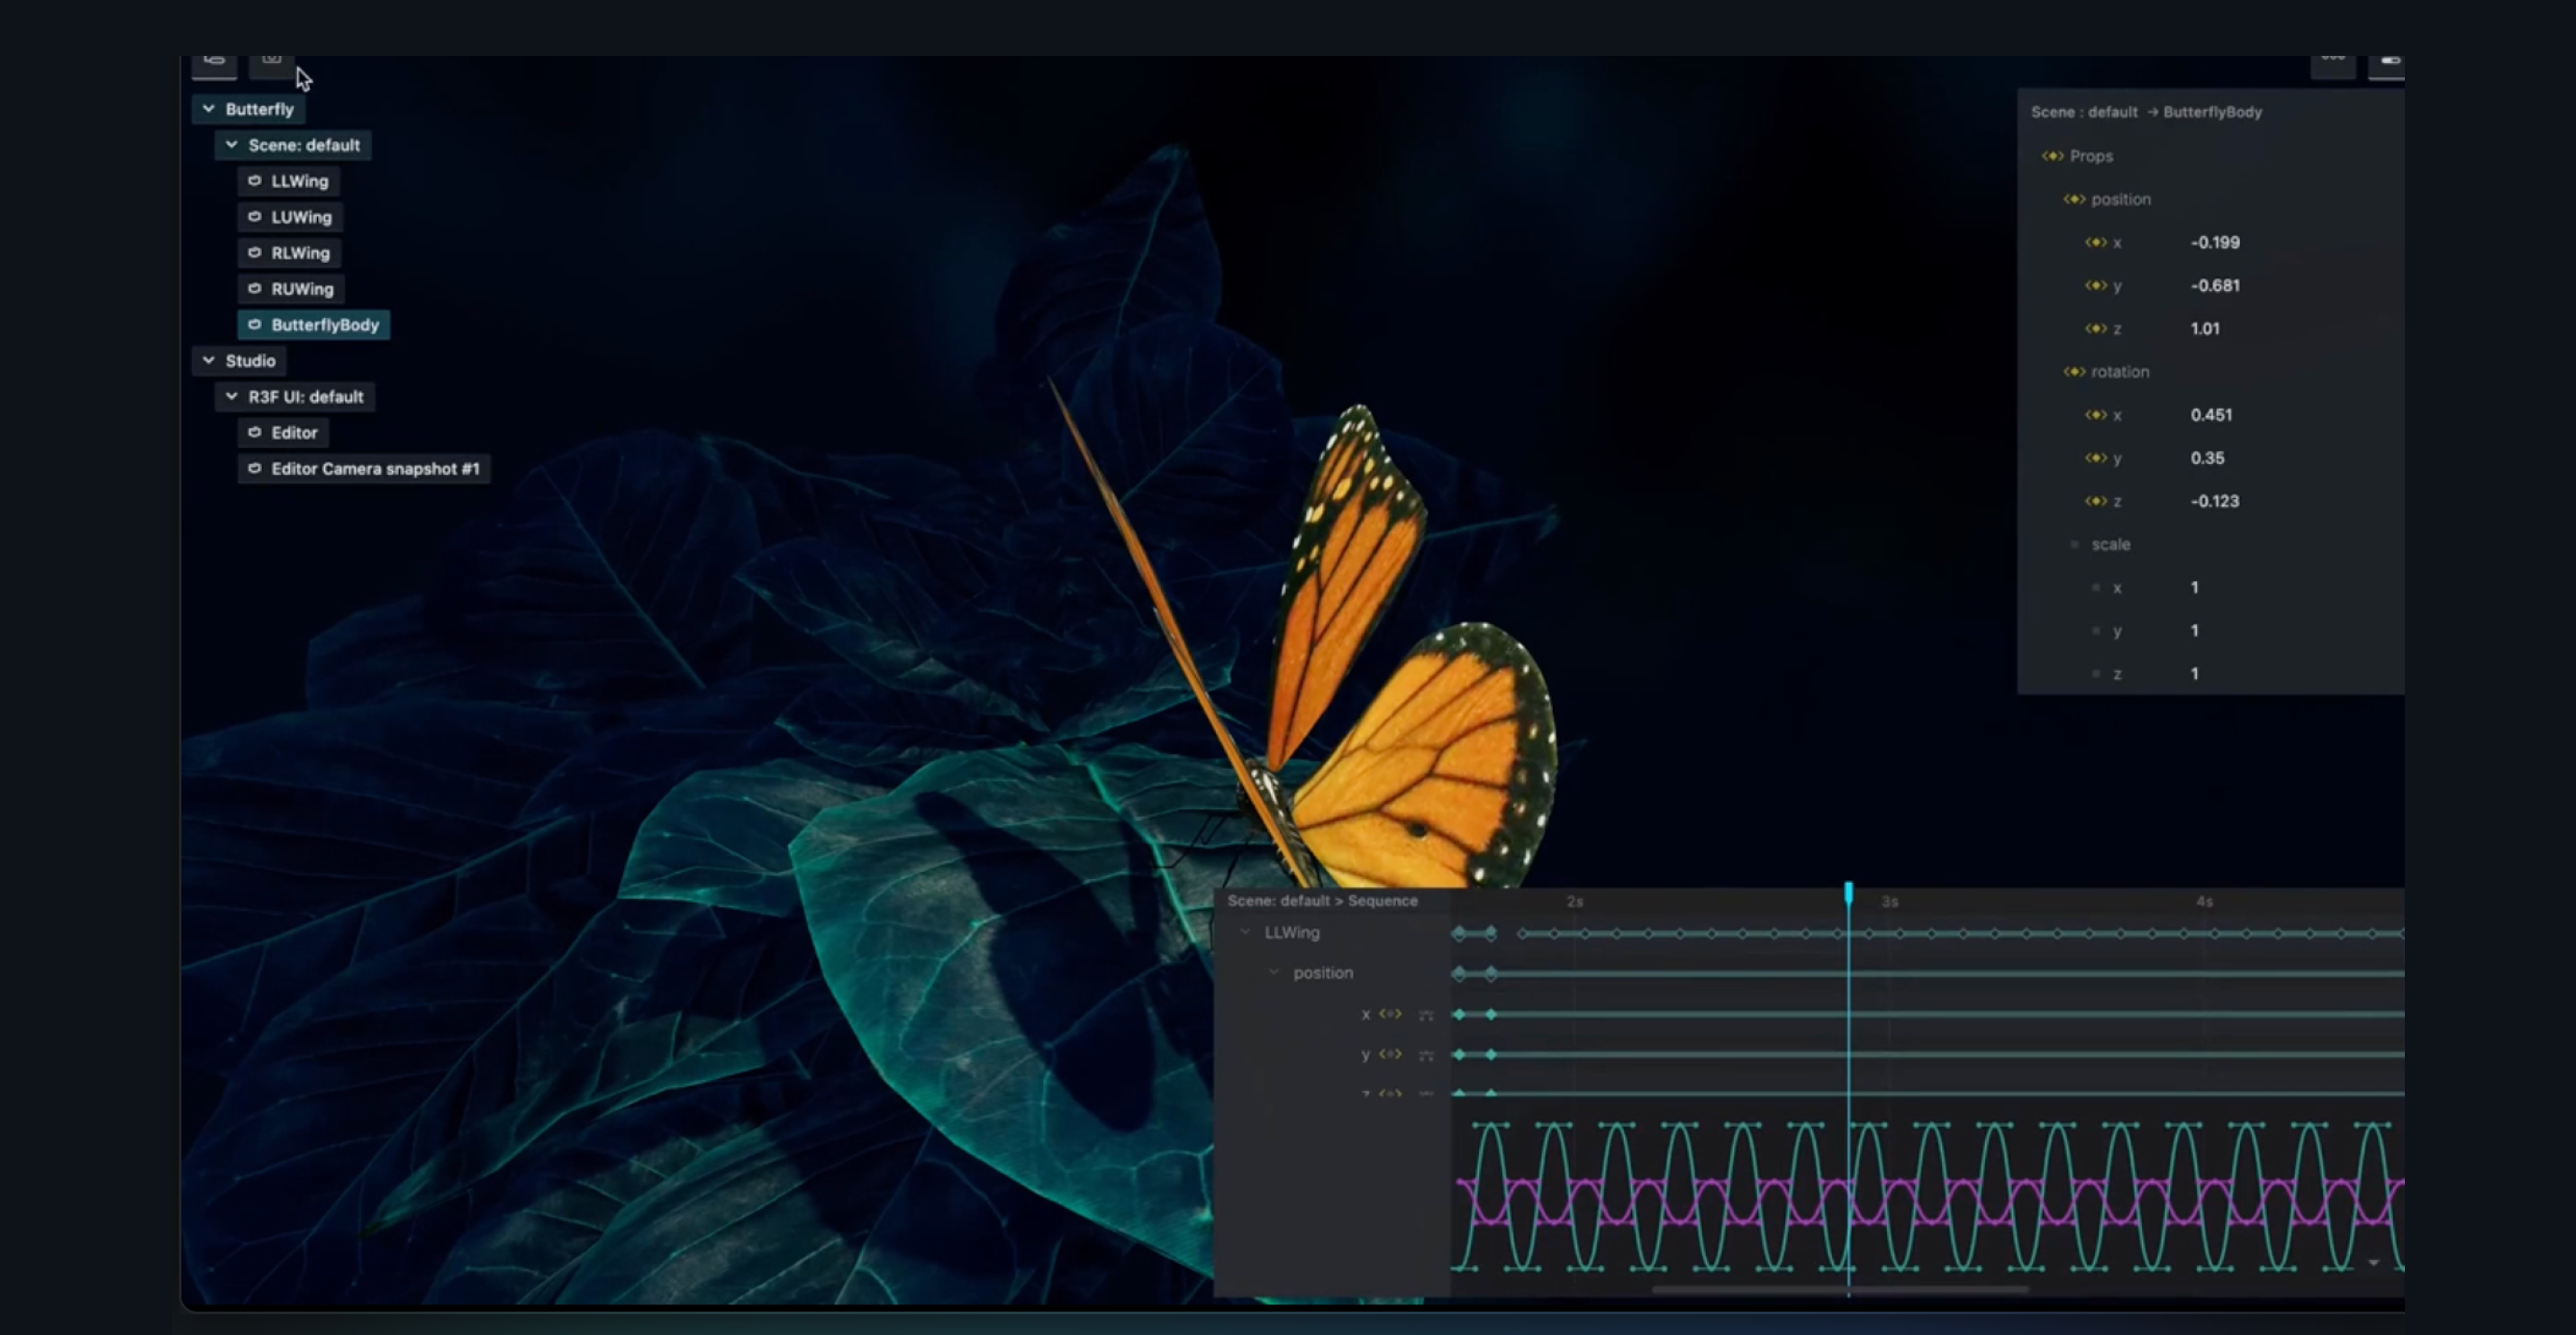 Butterfly
Scene: default
LLWing
LUWing
RLWing
RUWing
ButterflyBody
Studio
R3F UI: default
Editor
Editor Camera snapshot #1
Scene : default → ButterflyBody
Props
position
x -0.199
y -0.681
z 1.01
rotation
x 0.451
y 0.35
z -0.123
scale
x 1
y 1
z 1
Scene: default > Sequence 2s 3s 4s
LLWing
position
x
y
z